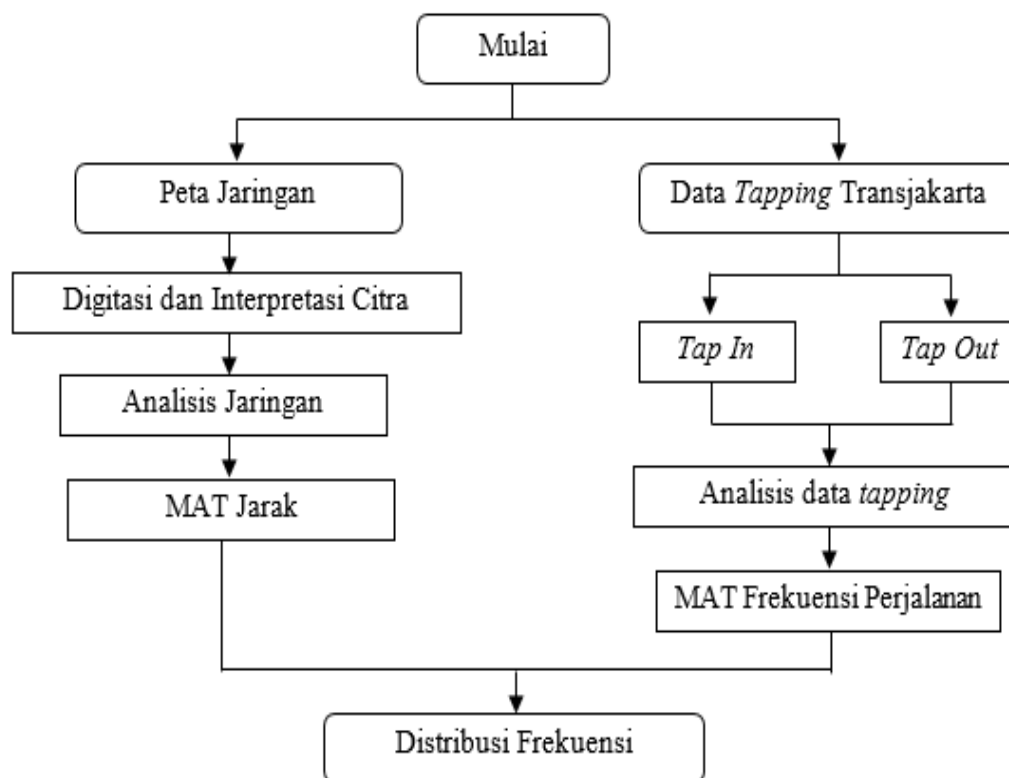 Mulai
Peta Jaringan
Data Tapping Transjakarta
Digitasi dan Interpretasi Citra
Tap In
Tap Out
Analisis Jaringan
MAT Jarak
Analisis data tapping
MAT Frekuensi Perjalanan
Distribusi Frekuensi